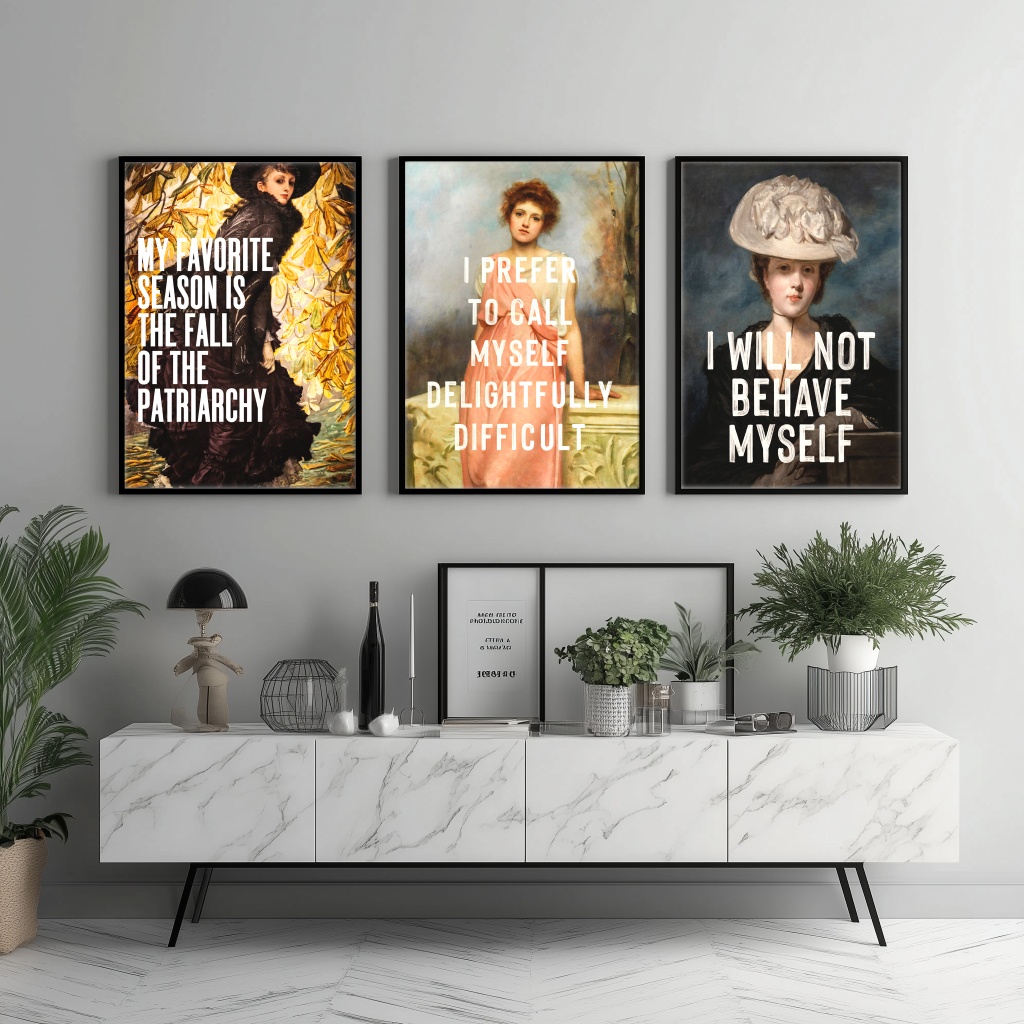 MY FAVORITE
SEASON IS
THE FALL
OF THE
PATRIARCHY
I PREFER
TO CALL
MYSELF
DELIGHTFULLY
DIFFICULT
I WILL NOT
BEHAVE
MYSELF